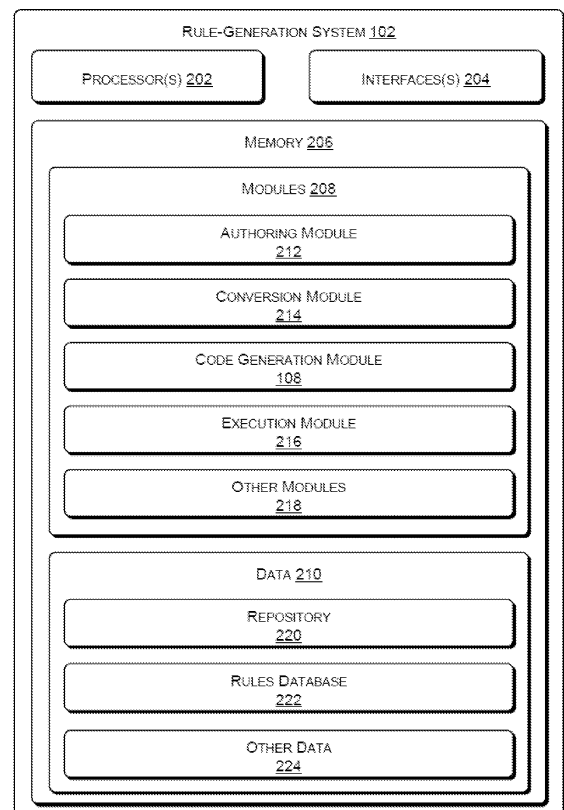 RULE-GENERATION SYSTEM 102
PROCESSOR(S) 202
INTERFACES(S) 204
MEMORY 206
MODULES 208
AUTHORING MODULE
212
CONVERSION MODULE
214
CODE GENERATION MODULE
108
EXECUTION MODULE
216
OTHER MODULES
218
DATA 210
REPOSITORY
220
RULES DATABASE
222
OTHER DATA
224